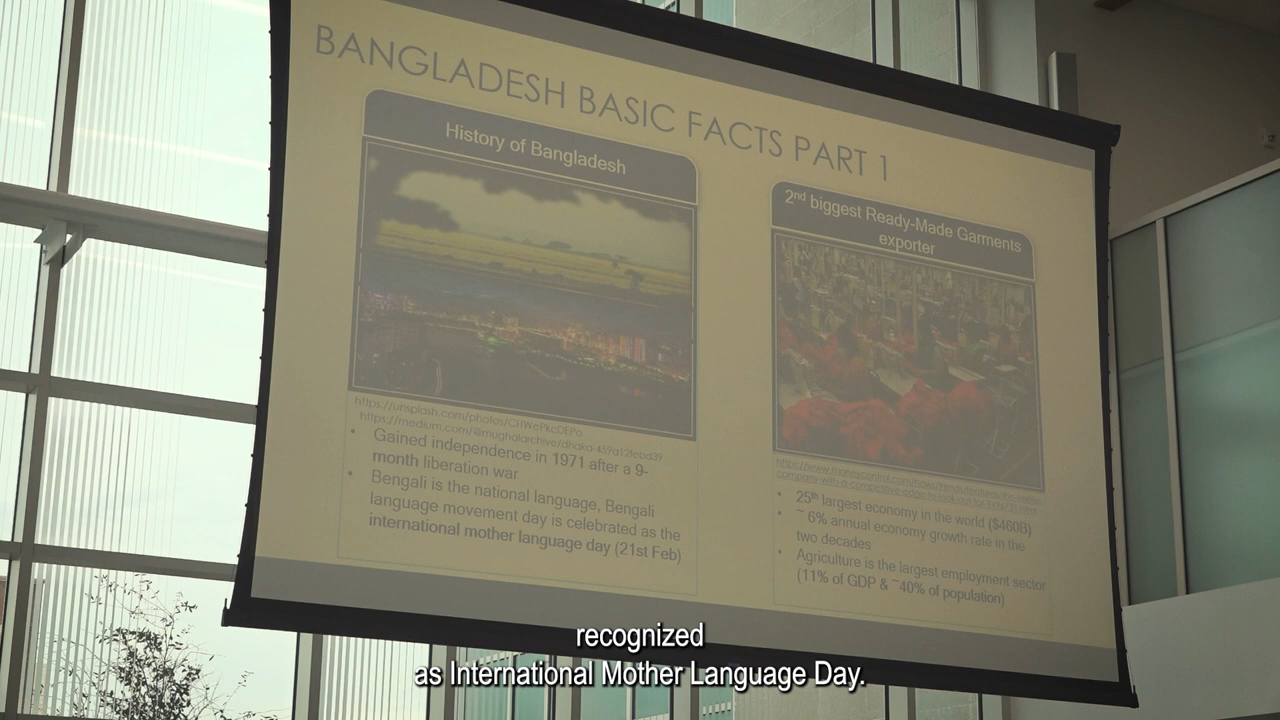 BANGLADESH BASIC FACTS PART 1
History of Bangladesh
https://unsplash.com/photos/CHWePkcDEPo
https://medium.com/@mugholarchive/dhaka-459a12febd39
• Gained independence in 1971 after a 9-
month liberation war
• Bengali is the national language, Bengali
language movement day is celebrated as the
international mother language day (21st Feb)
2nd biggest Ready-Made Garments
exporter
• 25th largest economy in the world ($460B)
• ~ 6% annual economy growth rate in the
two decades
• Agriculture is the largest employment sector
(11% of GDP & ~40% of population)
recognized
as International Mother Language Day.